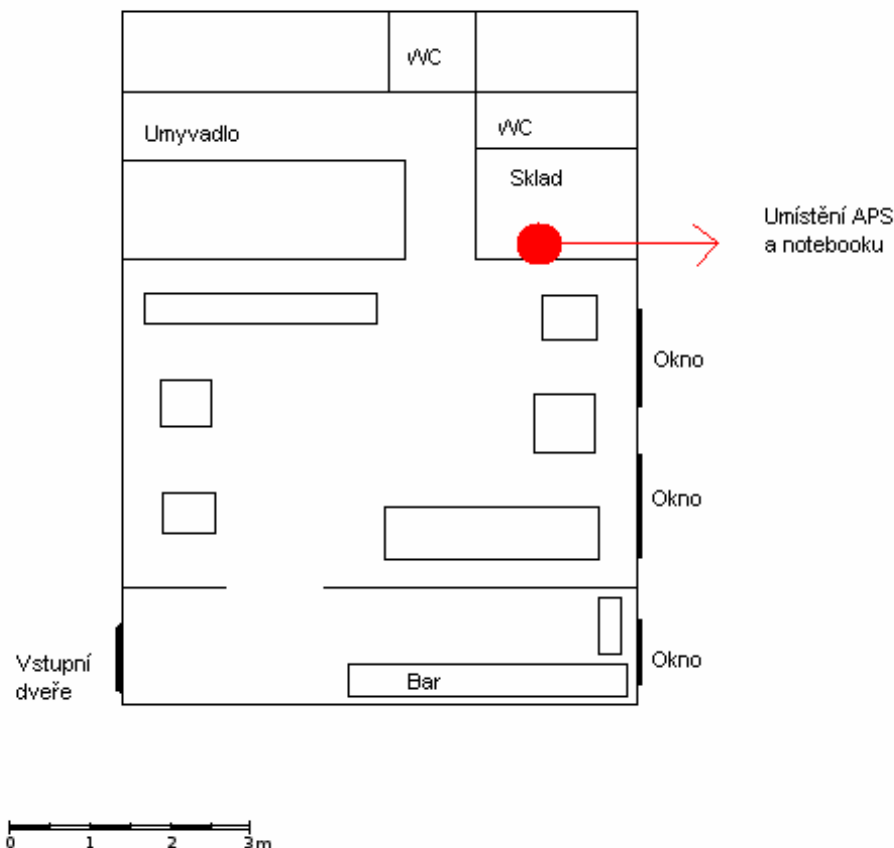 WC
Umyvadlo
WC
Sklad
Umístění APS
a notebooku
Okno
Okno
Vstupní
dveře
Okno
Bar
0 1 2 3m